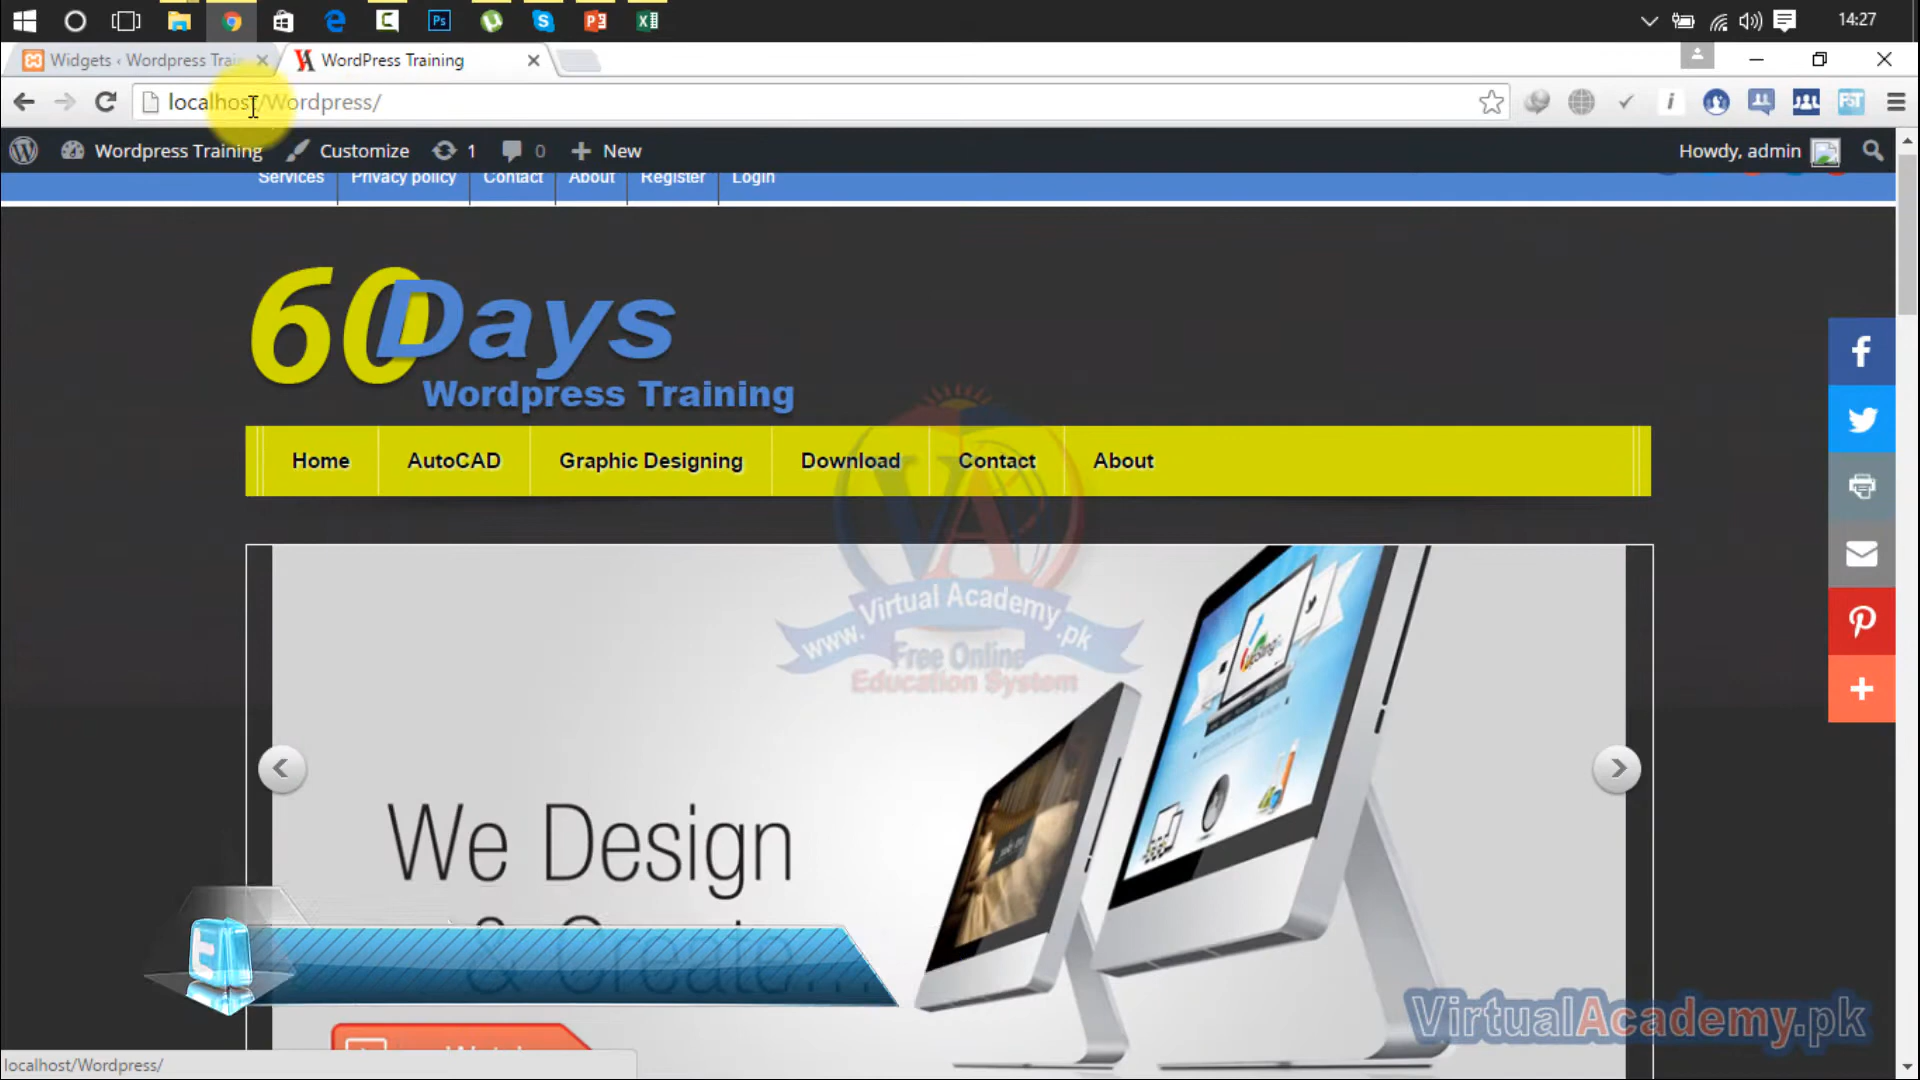 14:27
Widgets ‹ Wordpress Trai
WordPress Training
localhost/Wordpress/
Wordpress Training
Customize
1
0
New
Howdy, admin
Services
Privacy policy
Contact
About
Register
Login
60 Days
Wordpress Training
Home
AutoCAD
Graphic Designing
Download
Contact
About
VA
www.Virtual Academy.pk
Free Online
Education System
We Design
& Create...
VirtualAcademy.pk
localhost/Wordpress/